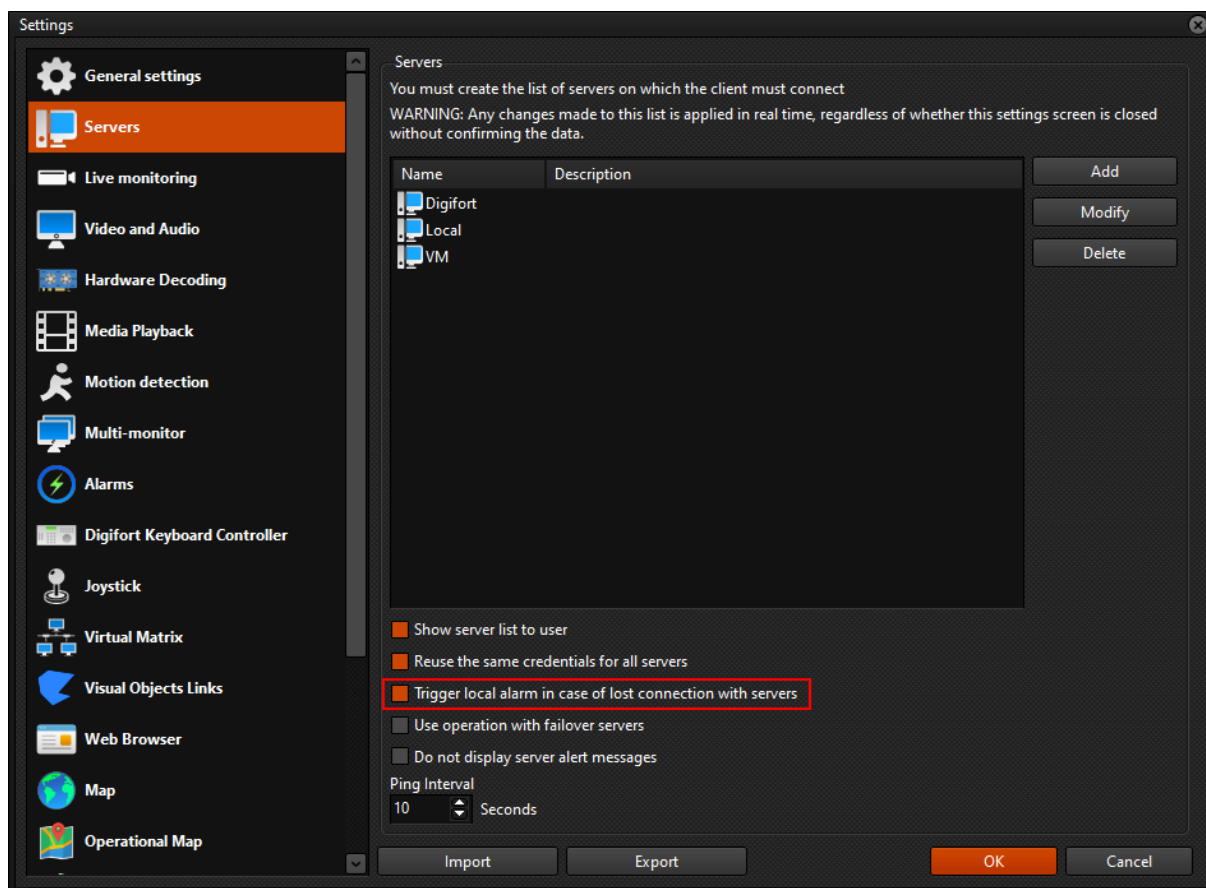 Settings
General settings
Servers
Live monitoring
Video and Audio
Hardware Decoding
Media Playback
Motion detection
Multi-monitor
Alarms
Digifort Keyboard Controller
Joystick
Virtual Matrix
Visual Objects Links
Web Browser
Map
Operational Map
Servers
You must create the list of servers on which the client must connect
WARNING: Any changes made to this list is applied in real time, regardless of whether this settings screen is closed
without confirming the data.
Name Description
Digifort
Local
VM
Add
Modify
Delete
Show server list to user
Reuse the same credentials for all servers
Trigger local alarm in case of lost connection with servers
Use operation with failover servers
Do not display server alert messages
Ping Interval
10 Seconds
Import Export OK Cancel